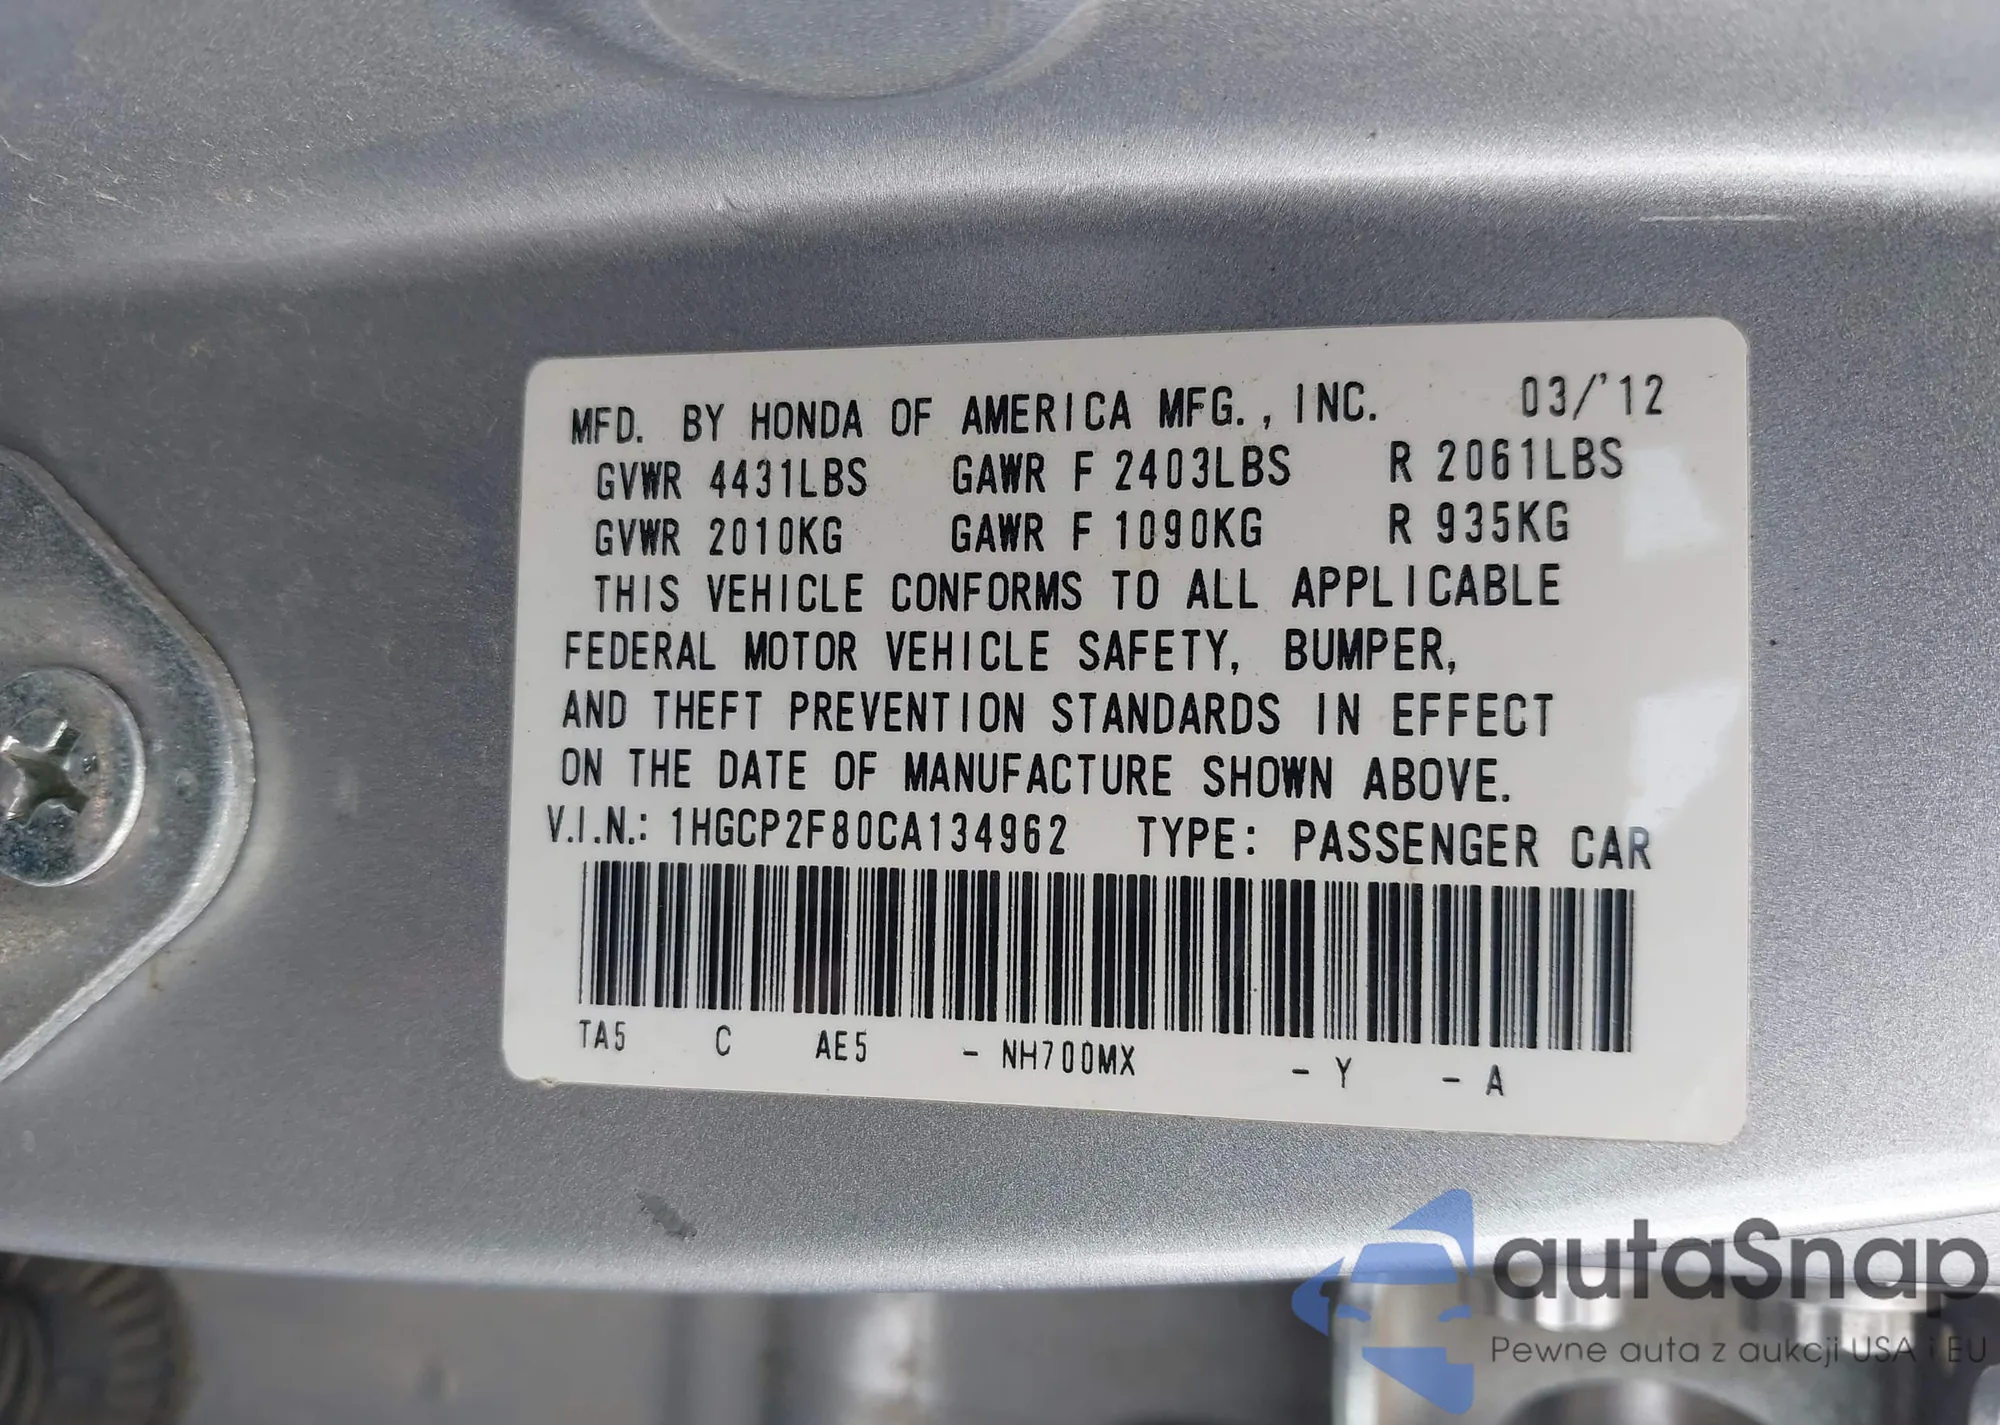 MFD. BY HONDA OF AMERICA MFG., INC. 03/'12
GVWR 4431LBS GAWR F 2403LBS R 2061LBS
GVWR 2010KG GAWR F 1090KG R 935KG
THIS VEHICLE CONFORMS TO ALL APPLICABLE
FEDERAL MOTOR VEHICLE SAFETY, BUMPER,
AND THEFT PREVENTION STANDARDS IN EFFECT
ON THE DATE OF MANUFACTURE SHOWN ABOVE.
V.I.N.: 1HGCP2F80CA134962 TYPE: PASSENGER CAR
TA5 C AE5 - NH700MX - Y - A
autaSnap
Pewne auta z aukcji USA i EU